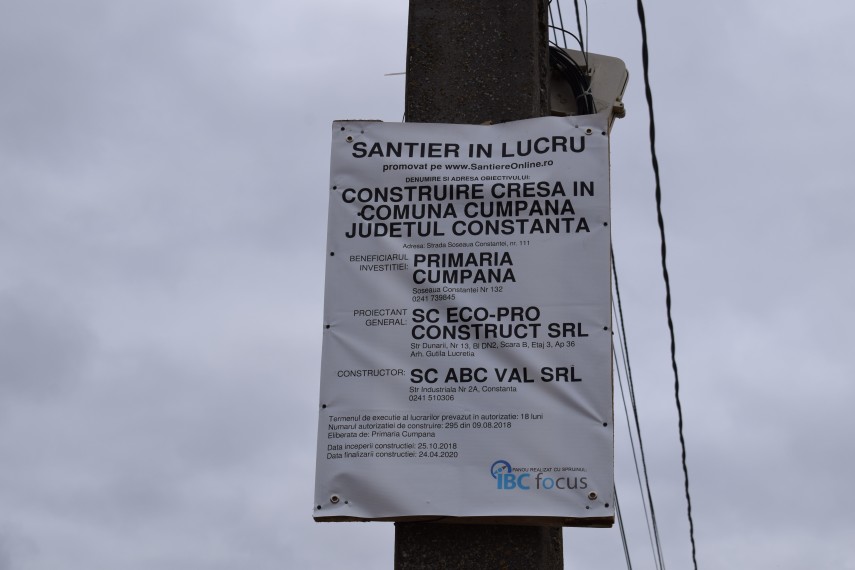 SANTIER IN LUCRU
promovat pe www.SantiereOnline.ro
DENUMIRE SI ADRESA OBIECTIVULUI:
CONSTRUIRE CRESA IN
COMUNA CUMPANA
JUDETUL CONSTANTA
Adresa: Strada Soseaua Constantei, nr. 111
BENEFICIARUL INVESTITIEI:
PRIMARIA
CUMPANA
Soseaua Constantei Nr 132
0241 739645
PROIECTANT GENERAL:
SC ECO-PRO
CONSTRUCT SRL
Str Dunarii, Nr 13, Bl DN2, Scara B, Etaj 3, Ap 36
Arh. Gutila Lucretia
CONSTRUCTOR:
SC ABC VAL SRL
Str Industriala Nr 2A, Constanta
0241 510306
Termenul de executie al lucrarilor prevazut in autorizatie: 18 luni
Numarul autorizatiei de construire: 295 din 09.08.2018
Eliberata de: Primaria Cumpana
Data inceperii constructiei: 25.10.2018
Data finalizarii constructiei: 24.04.2020
PANOU REALIZAT CU SPRIJINUL:
IBC focus